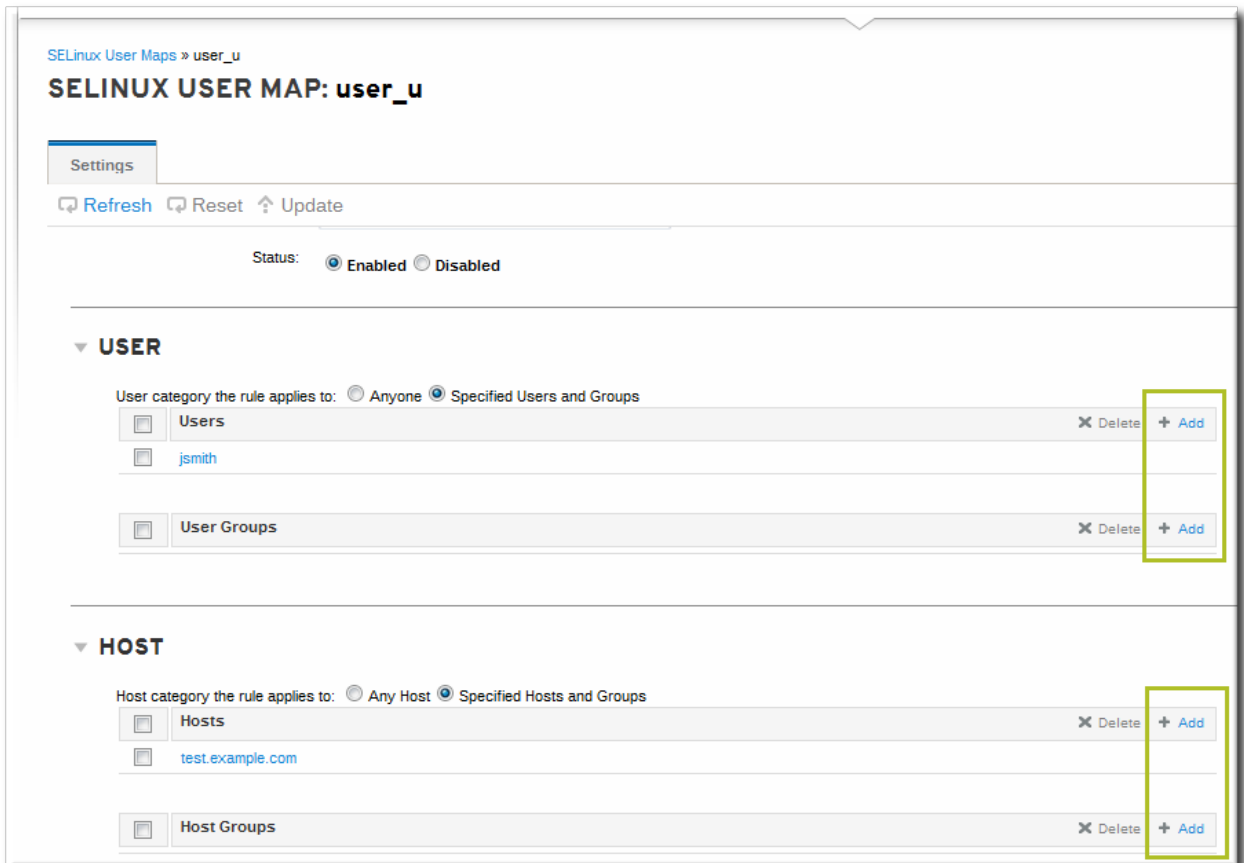 SELinux User Maps » user_u
SELINUX USER MAP: user_u
Settings
Refresh Reset Update
Status: Enabled Disabled
USER
User category the rule applies to: Anyone Specified Users and Groups
Users Delete + Add
jsmith
User Groups Delete + Add
HOST
Host category the rule applies to: Any Host Specified Hosts and Groups
Hosts Delete + Add
test.example.com
Host Groups Delete + Add